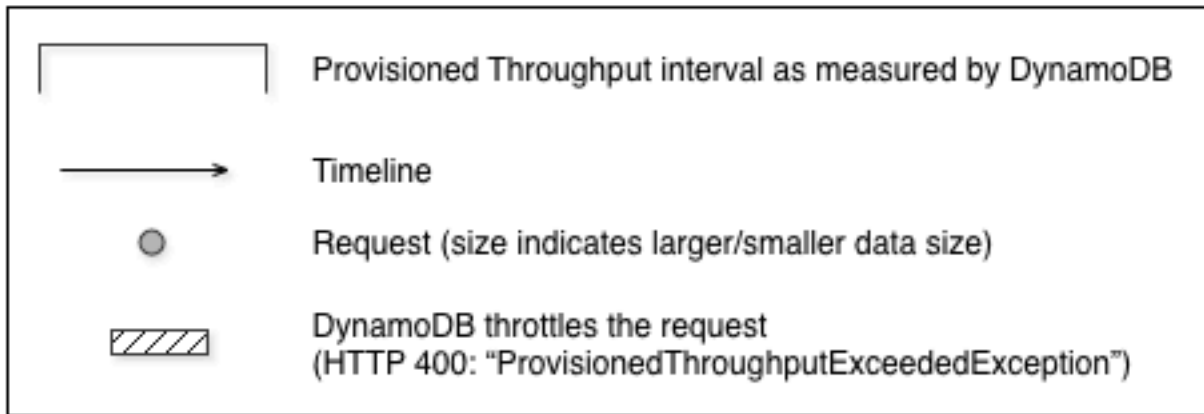 Provisioned Throughput interval as measured by DynamoDB
Timeline
Request (size indicates larger/smaller data size)
DynamoDB throttles the request
(HTTP 400: “ProvisionedThroughputExceededException”)